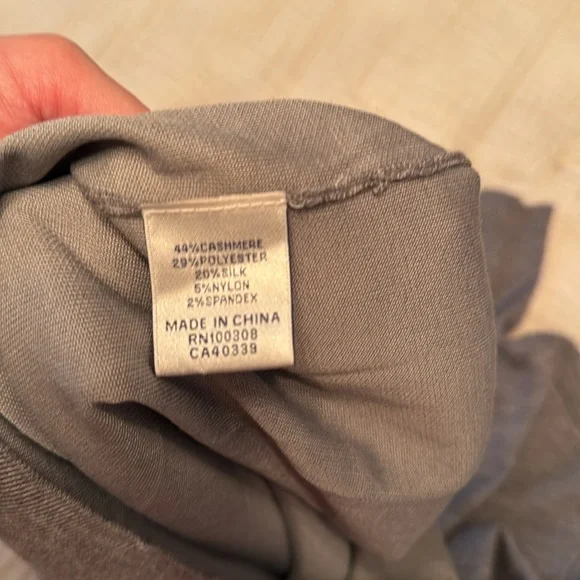 44%CASHMERE
29%POLYESTER
20%SILK
5%NYLON
2%SPANDEX
MADE IN CHINA
RN100308
CA40339